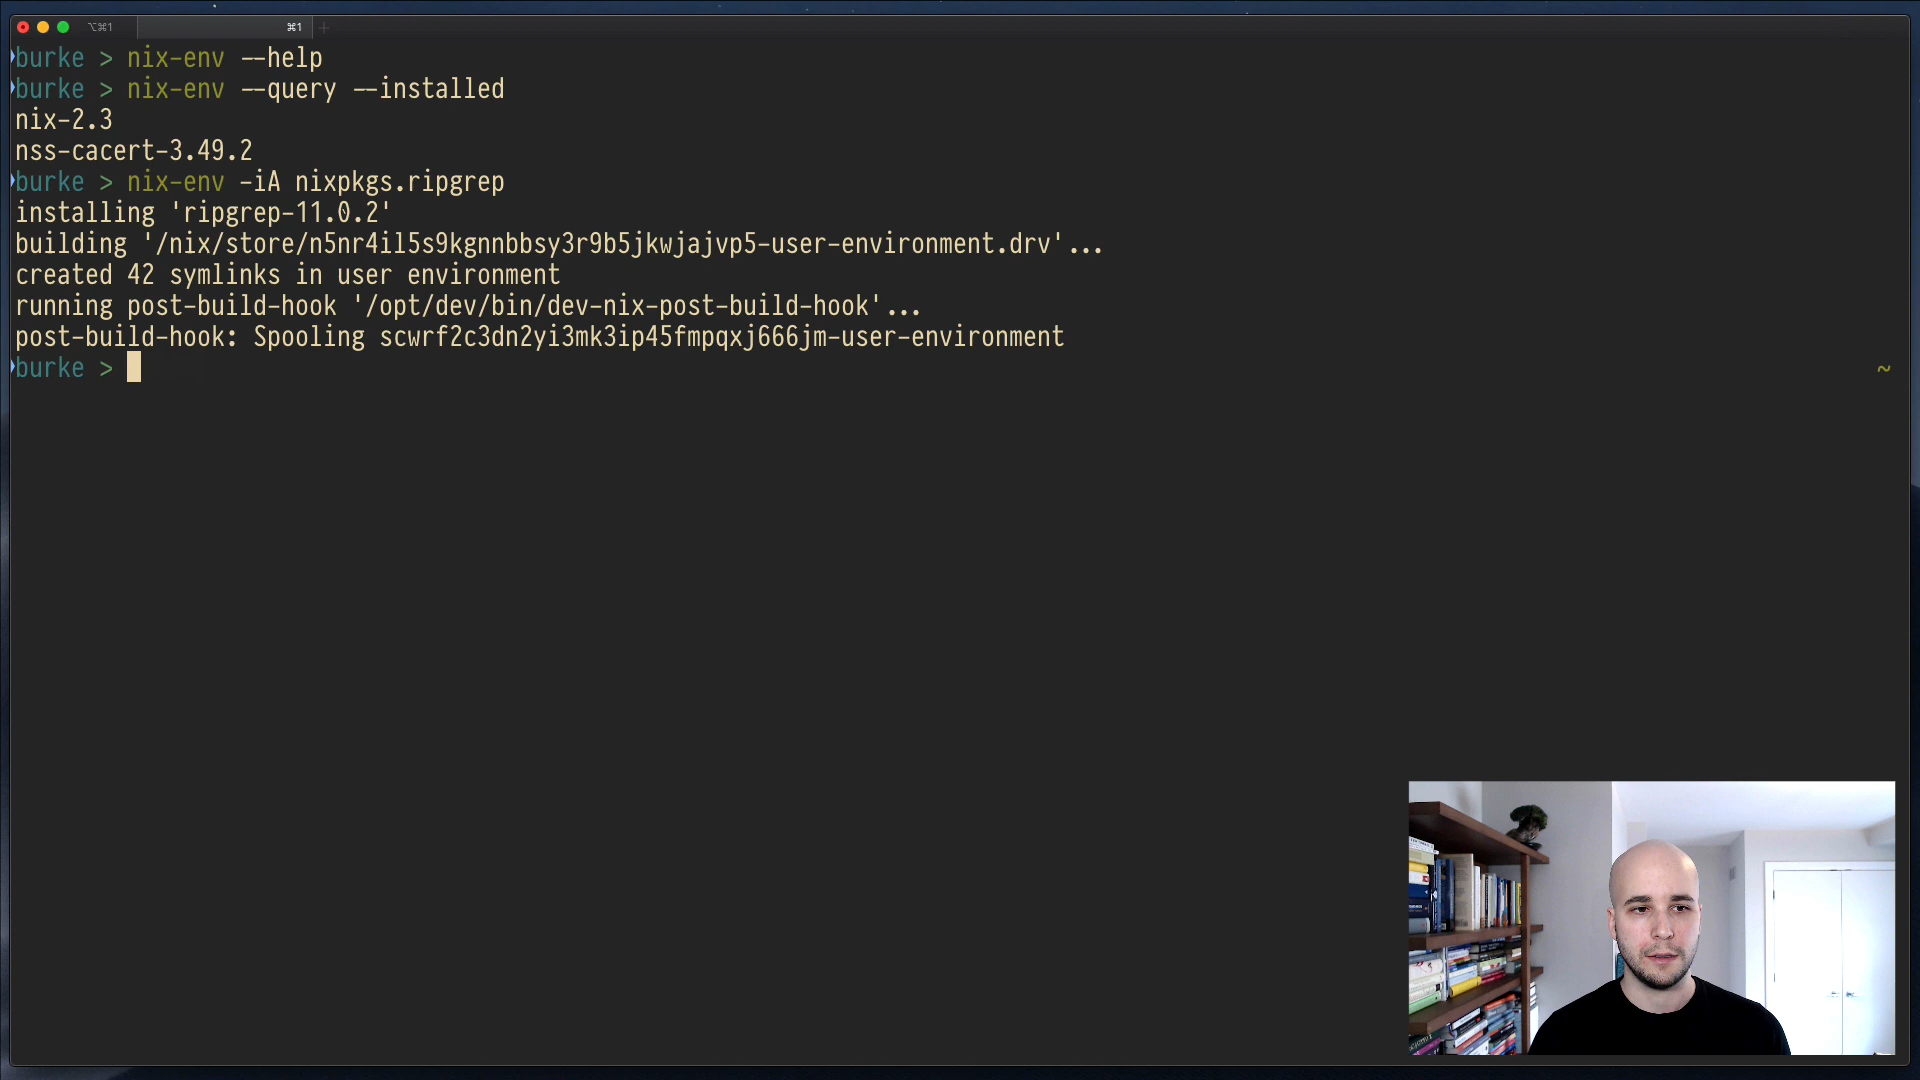 ⌥⌘1
⌘1
burke > nix-env --help
burke > nix-env --query --installed
nix-2.3
nss-cacert-3.49.2
burke > nix-env -iA nixpkgs.ripgrep
installing 'ripgrep-11.0.2'
building '/nix/store/n5nr4il5s9kgnnbbsy3r9b5jkwjajvp5-user-environment.drv'...
created 42 symlinks in user environment
running post-build-hook '/opt/dev/bin/dev-nix-post-build-hook'...
post-build-hook: Spooling scwrf2c3dn2yi3mk3ip45fmpqxj666jm-user-environment
burke > ~